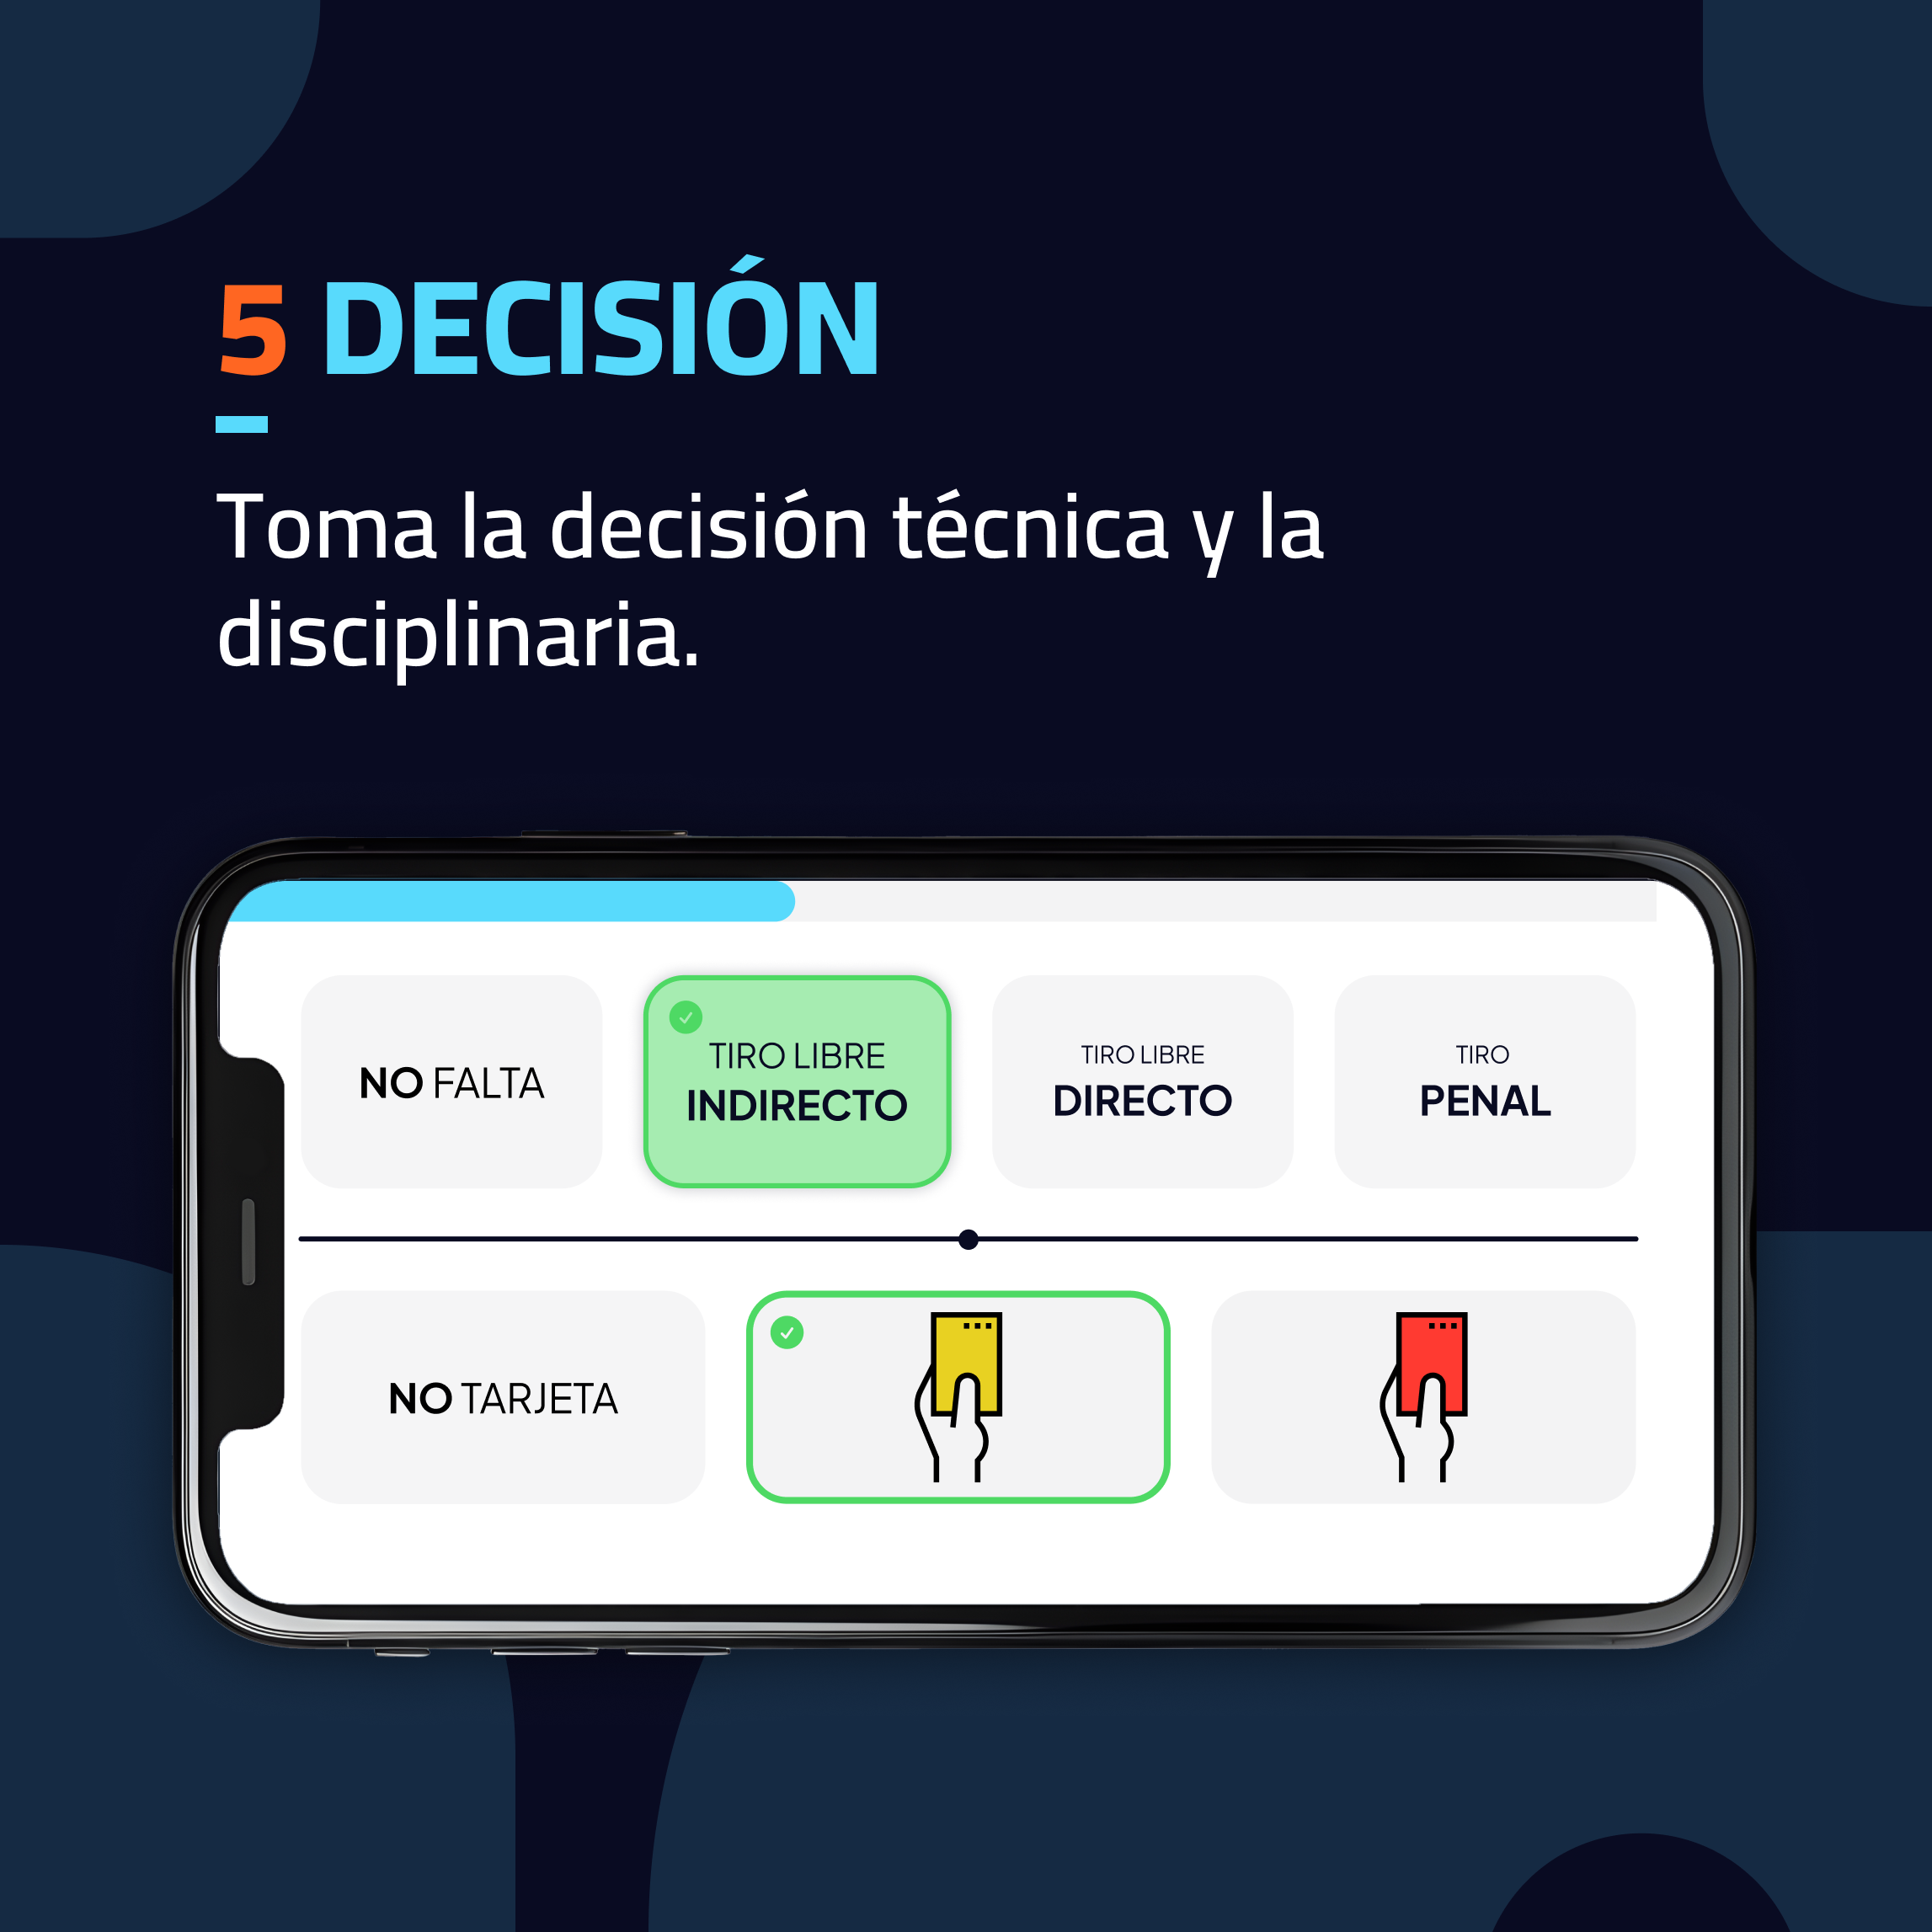 5 DECISIÓN
Toma la decisión técnica y la
disciplinaria.
NO FALTA
TIRO LIBRE
INDIRECTO
TIRO LIBRE
DIRECTO
TIRO
PENAL
NO TARJETA